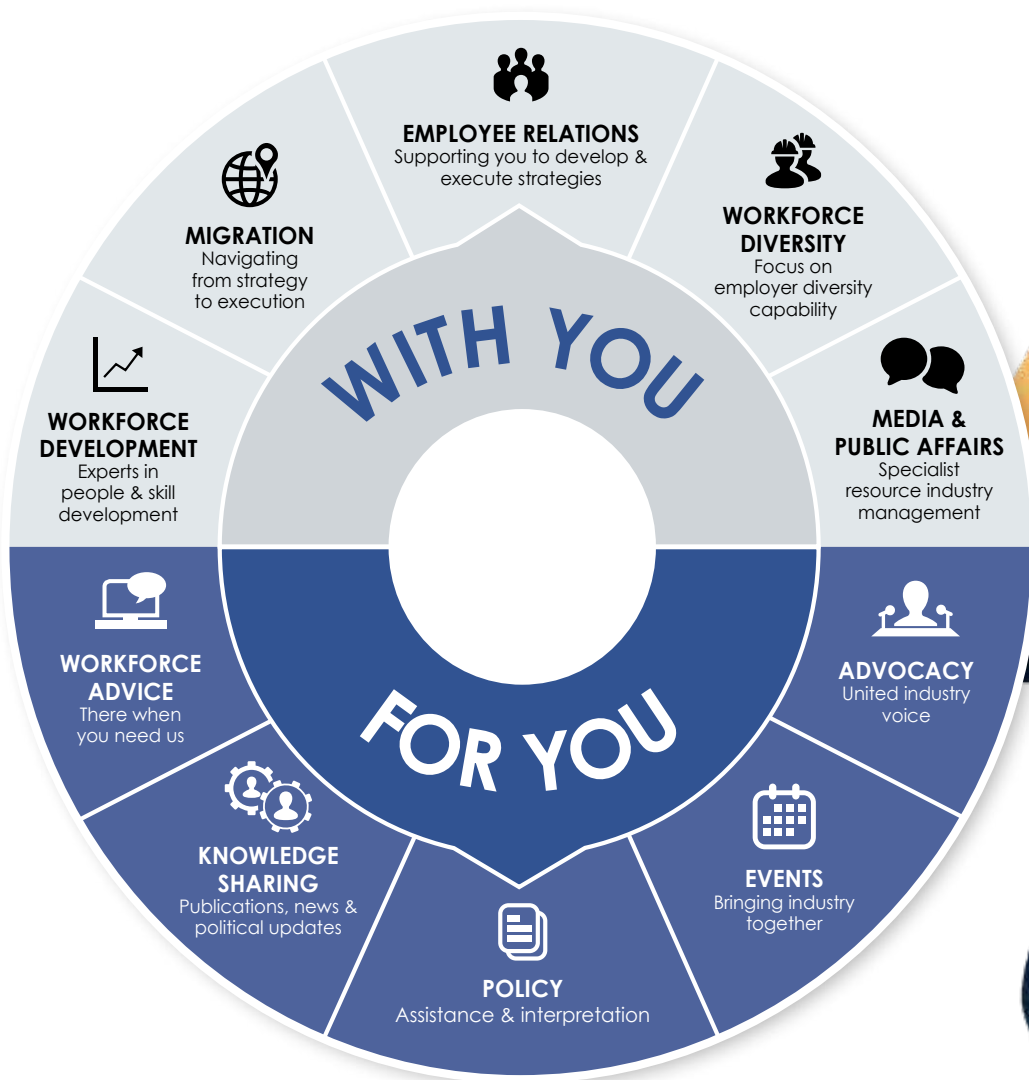 EMPLOYEE RELATIONS
Supporting you to develop &
execute strategies
WORKFORCE
DIVERSITY
Focus on
employer diversity
capability
MIGRATION
Navigating
from strategy
to execution
WITH YOU
WORKFORCE
DEVELOPMENT
Experts in
people & skill
development
MEDIA &
PUBLIC AFFAIRS
Specialist
resource industry
management
WORKFORCE
ADVICE
There when
you need us
ADVOCACY
United industry
voice
FOR YOU
KNOWLEDGE
SHARING
Publications, news &
political updates
EVENTS
Bringing industry
together
POLICY
Assistance & interpretation